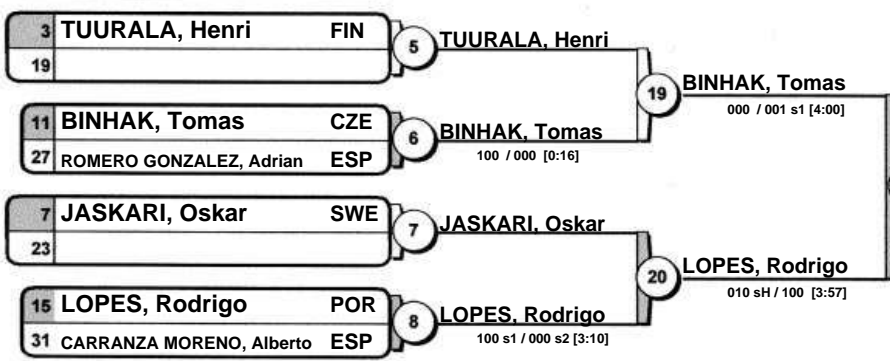 3 TUURALA, Henri FIN
19
5 TUURALA, Henri
11 BINHAK, Tomas CZE
27 ROMERO GONZALEZ, Adrian ESP
6 BINHAK, Tomas
100 / 000 [0:16]
19 BINHAK, Tomas
000 / 001 s1 [4:00]
7 JASKARI, Oskar SWE
23
7 JASKARI, Oskar
15 LOPES, Rodrigo POR
31 CARRANZA MORENO, Alberto ESP
8 LOPES, Rodrigo
100 s1 / 000 s2 [3:10]
20 LOPES, Rodrigo
010 sH / 100 [3:57]